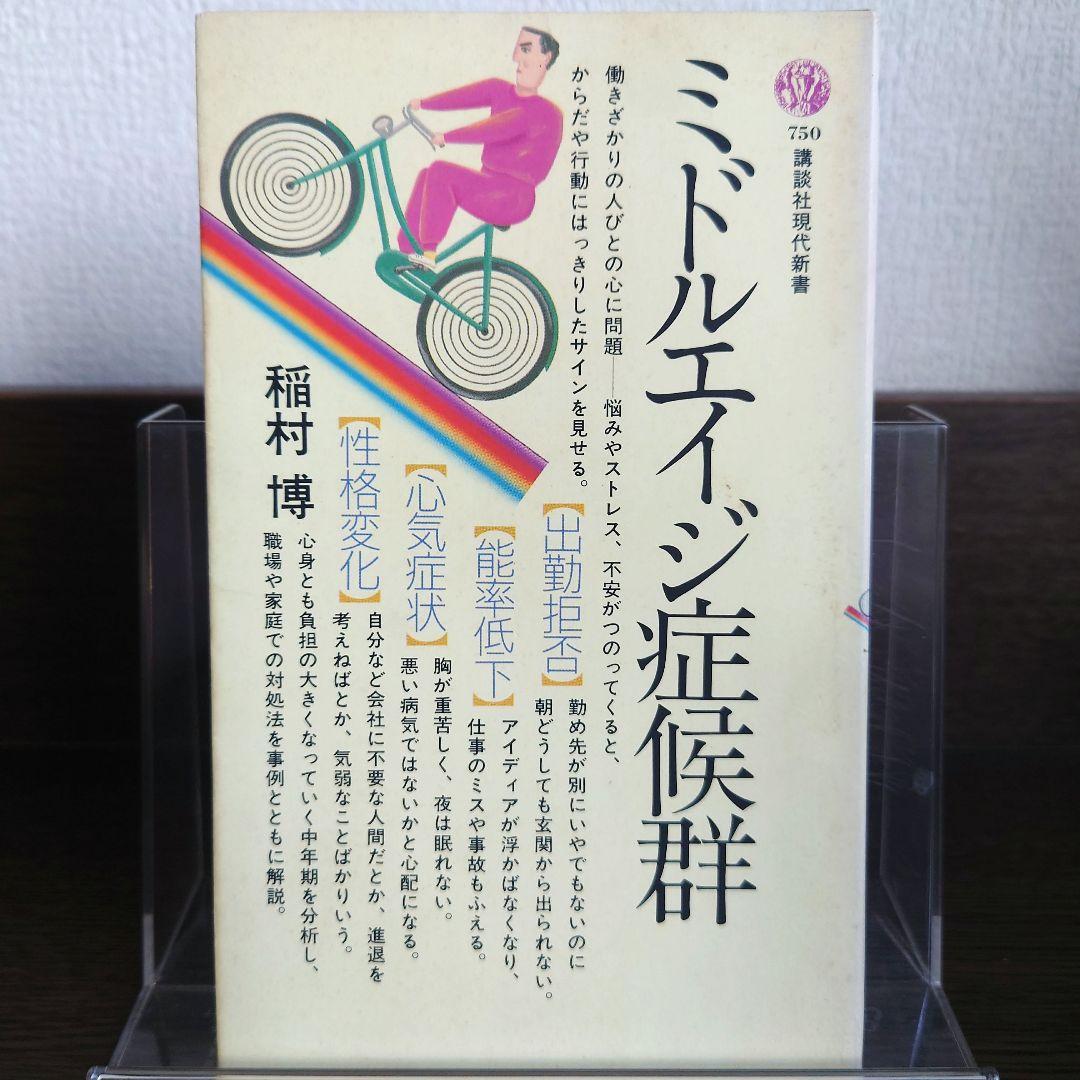 750
講談社現代新書
ミドルエイジ症候群
働きざかりの人びとの心に問題――悩みやストレス、不安がつのってくると、
からだや行動にはっきりしたサインを見せる。
【出勤拒否】
勤め先が別にいやでもないのに
朝どうしても玄関から出られない。
【能率低下】
アイディアが浮かばなくなり、
仕事のミスや事故もふえる。
【心気症状】
胸が重苦しく、夜は眠れない。
悪い病気ではないかと心配になる。
【性格変化】
自分など会社に不要な人間だとか、進退を
考えねばとか、気弱なことばかりいう。
稲村 博
心身とも負担の大きくなっていく中年期を分析し、
職場や家庭での対処法を事例とともに解説。